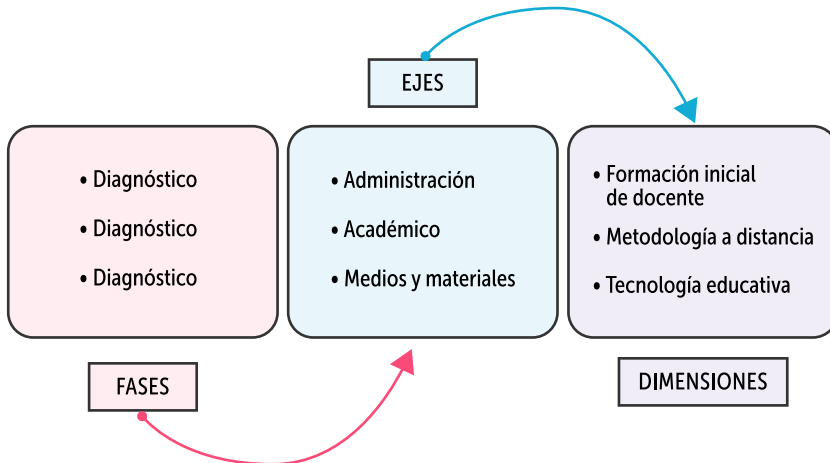 EJES
• Diagnóstico
• Diagnóstico
• Diagnóstico
• Administración
• Académico
• Medios y materiales
• Formación inicial
de docente
• Metodología a distancia
• Tecnología educativa
FASES
DIMENSIONES